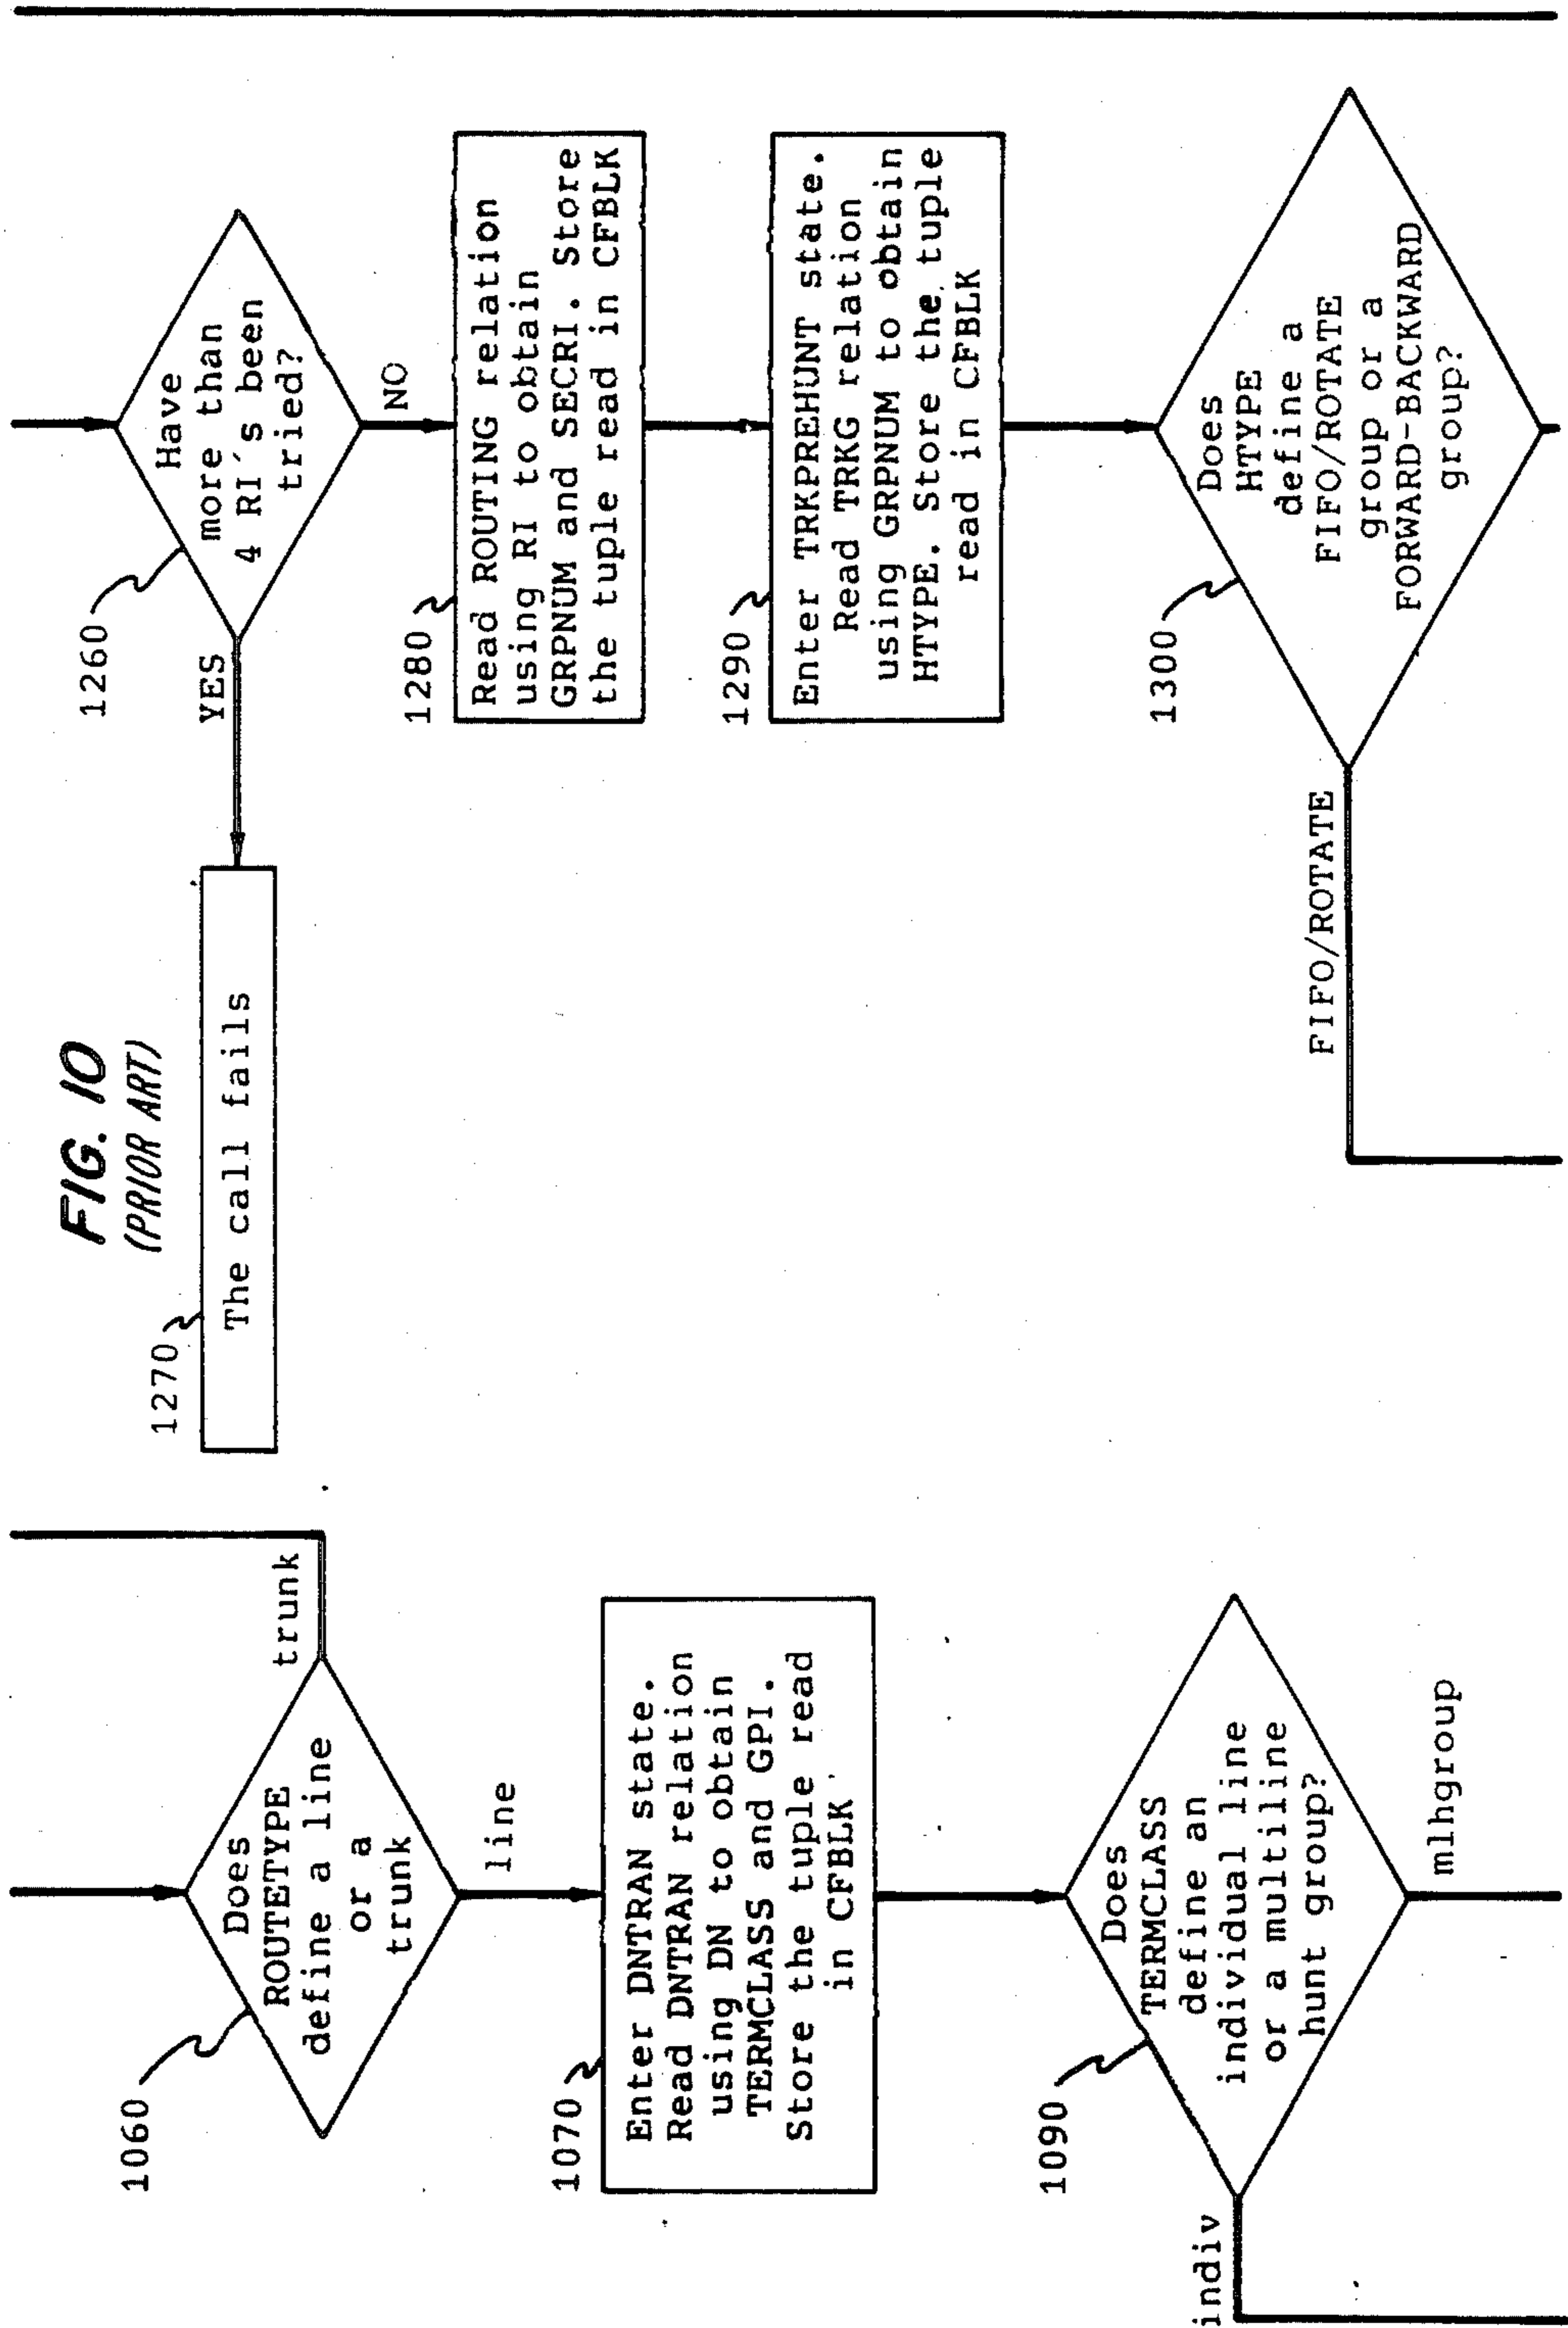 FIG. 10
(PRIOR ART)
1060
Does
ROUTETYPE
define a line
or a
trunk
trunk
line
1070
Enter DNTRAN state.
Read DNTRAN relation
using DN to obtain
TERMCLASS and GPI.
Store the tuple read
in CFBLK
1090
Does
TERMCLASS
define an
individual line
or a multiline
hunt group?
indiv
mlhgroup
1260
Have
more than
4 RI's been
tried?
YES
NO
1270
The call fails
1280
Read ROUTING relation
using RI to obtain
GRPNUM and SECRI. Store
the tuple read in CFBLK
1290
Enter TRKPREHUNT state.
Read TRKG relation
using GRPNUM to obtain
HTYPE. Store the tuple
read in CFBLK
1300
Does
HTYPE
define a
FIFO/ROTATE
group or a
FORWARD-BACKWARD
group?
FIFO/ROTATE